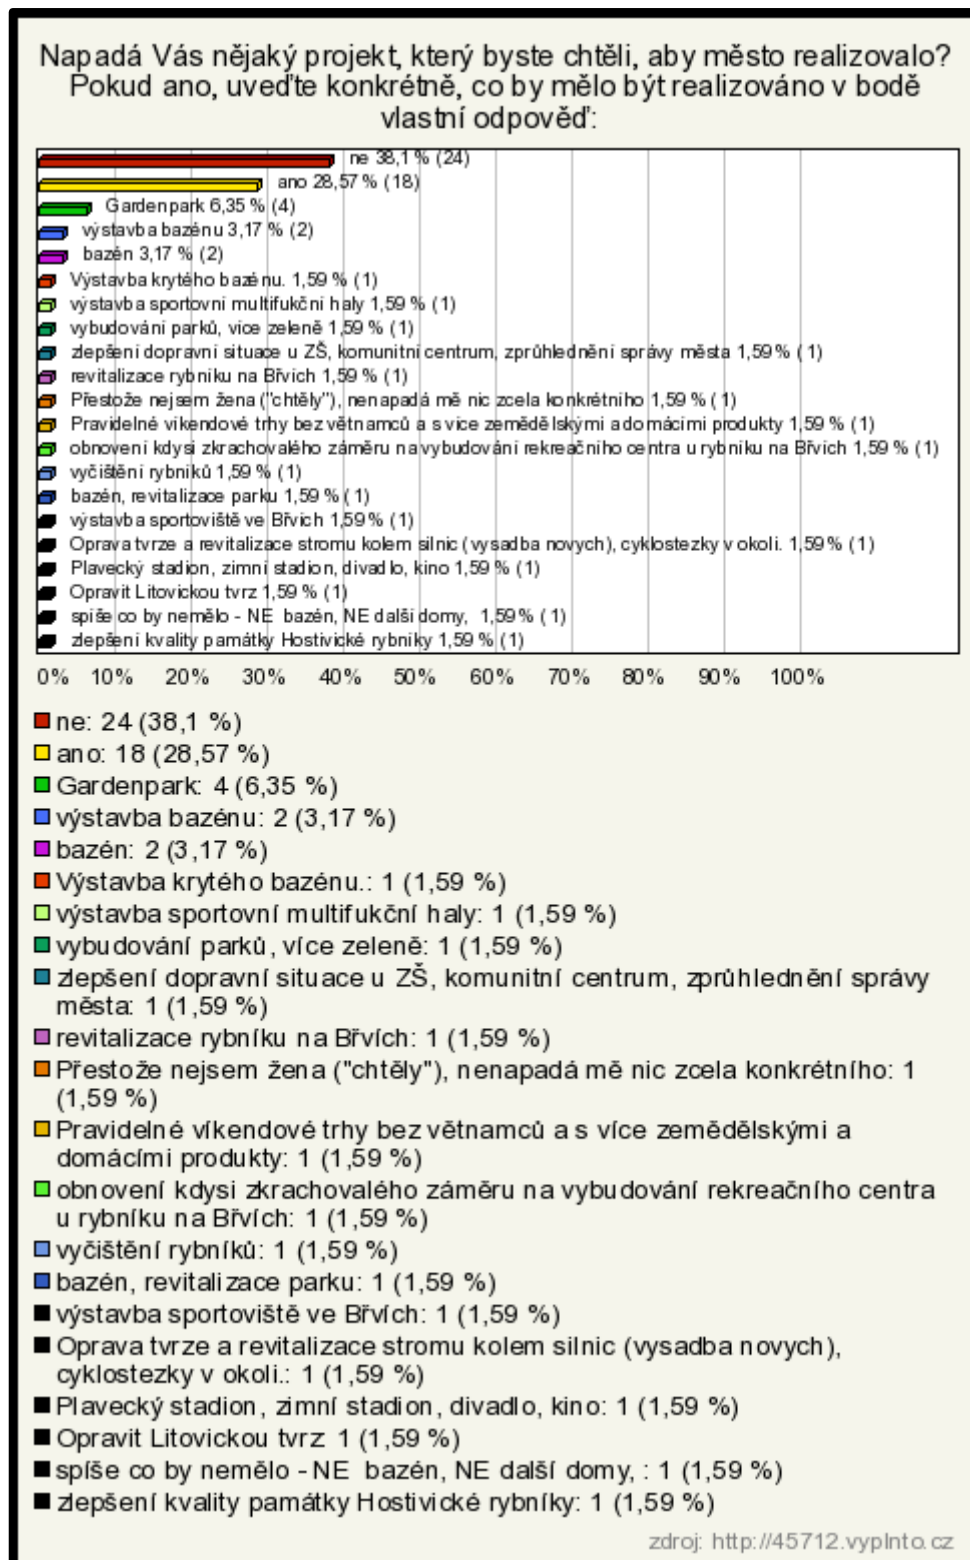 Napadá Vás nějaký projekt, který byste chtěli, aby město realizovalo?
Pokud ano, uveďte konkrétně, co by mělo být realizováno v bodě
vlastní odpověď:
ne 38,1 % (24)
ano 28,57 % (18)
Gardenpark 6,35 % (4)
výstavba bazénu 3,17 % (2)
bazén 3,17 % (2)
Výstavba krytého bazénu. 1,59 % (1)
výstavba sportovní multifukční haly 1,59 % (1)
vybudování parků, více zeleně 1,59 % (1)
zlepšení dopravní situace u ZŠ, komunitní centrum, zprůhlednění správy města 1,59 % (1)
revitalizace rybníku na Břvích 1,59 % (1)
Přestože nejsem žena ("chtěly"), nenapadá mě nic zcela konkrétního 1,59 % (1)
Pravidelné víkendové trhy bez větnamců a s více zemědělskými a domácími produkty 1,59 % (1)
obnovení kdysi zkrachovalého záměru na vybudování rekreačního centra u rybníku na Břvích 1,59 % (1)
vyčištění rybníků 1,59 % (1)
bazén, revitalizace parku 1,59 % (1)
výstavba sportoviště ve Břvích 1,59 % (1)
Oprava tvrze a revitalizace stromu kolem silnic (vysadba novych), cyklostezky v okoli. 1,59 % (1)
Plavecký stadion, zimní stadion, divadlo, kino 1,59 % (1)
Opravit Litovickou tvrz 1,59 % (1)
spíše co by nemělo - NE  bazén, NE další domy,  1,59 % (1)
zlepšení kvality památky Hostivické rybníky 1,59 % (1)
0% 10% 20% 30% 40% 50% 60% 70% 80% 90% 100%
ne: 24 (38,1 %)
ano: 18 (28,57 %)
Gardenpark: 4 (6,35 %)
výstavba bazénu: 2 (3,17 %)
bazén: 2 (3,17 %)
Výstavba krytého bazénu.: 1 (1,59 %)
výstavba sportovní multifukční haly: 1 (1,59 %)
vybudování parků, více zeleně: 1 (1,59 %)
zlepšení dopravní situace u ZŠ, komunitní centrum, zprůhlednění správy
města: 1 (1,59 %)
revitalizace rybníku na Břvích: 1 (1,59 %)
Přestože nejsem žena ("chtěly"), nenapadá mě nic zcela konkrétního: 1
(1,59 %)
Pravidelné víkendové trhy bez větnamců a s více zemědělskými a
domácími produkty: 1 (1,59 %)
obnovení kdysi zkrachovalého záměru na vybudování rekreačního centra
u rybníku na Břvích: 1 (1,59 %)
vyčištění rybníků: 1 (1,59 %)
bazén, revitalizace parku: 1 (1,59 %)
výstavba sportoviště ve Břvích: 1 (1,59 %)
Oprava tvrze a revitalizace stromu kolem silnic (vysadba novych),
cyklostezky v okoli.: 1 (1,59 %)
Plavecký stadion, zimní stadion, divadlo, kino: 1 (1,59 %)
Opravit Litovickou tvrz 1 (1,59 %)
spíše co by nemělo - NE  bazén, NE další domy, : 1 (1,59 %)
zlepšení kvality památky Hostivické rybníky: 1 (1,59 %)
zdroj: http://45712.vyplnto.cz